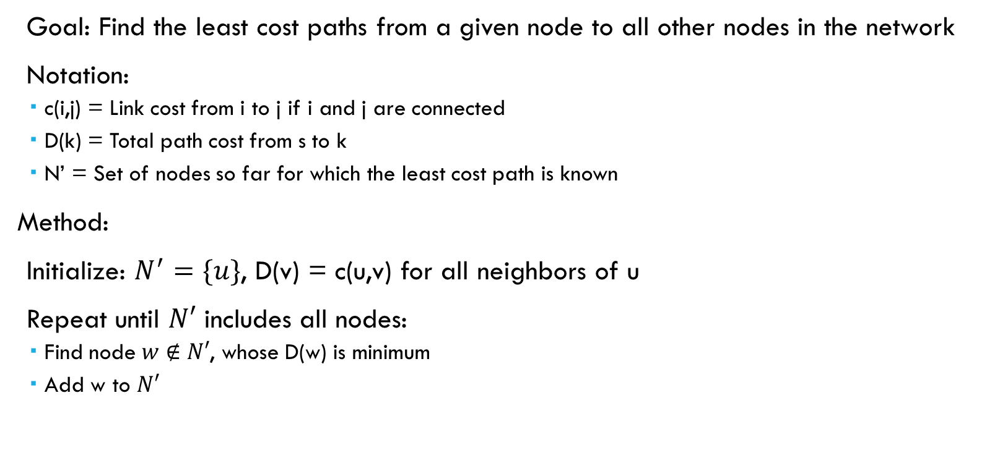 Goal: Find the least cost paths from a given node to all other nodes in the network
Notation:
▪ c(i,j) = Link cost from i to j if i and j are connected
▪ D(k) = Total path cost from s to k
▪ N’ = Set of nodes so far for which the least cost path is known
Method:
Initialize: 𝑁′ = {𝑢}, D(v) = c(u,v) for all neighbors of u
Repeat until 𝑁′ includes all nodes:
▪ Find node 𝑤 ∉ 𝑁′, whose D(w) is minimum
▪ Add w to 𝑁′